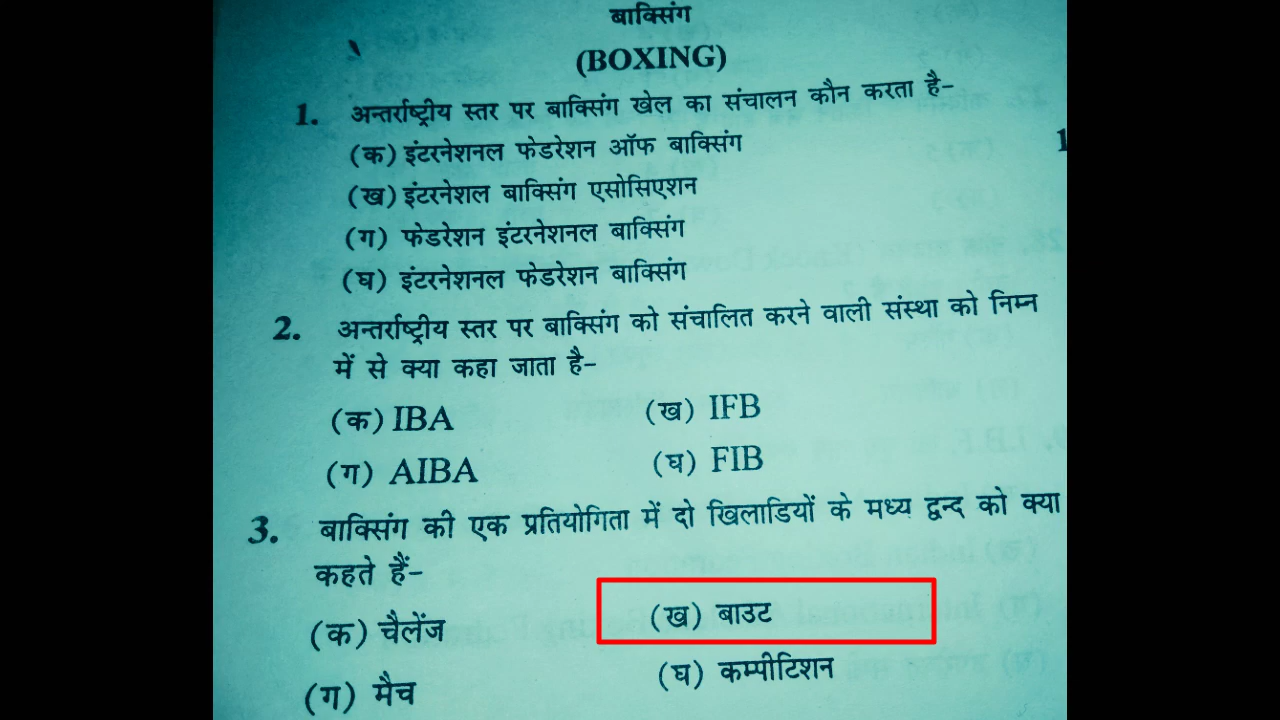 बाक्सिंग
(BOXING)
1. अन्तर्राष्ट्रीय स्तर पर बाक्सिंग खेल का संचालन कौन करता है-
(क) इंटरनेशनल फेडरेशन ऑफ बाक्सिंग
(ख) इंटरनेशल बाक्सिंग एसोसिएशन
(ग) फेडरेशन इंटरनेशनल बाक्सिंग
(घ) इंटरनेशनल फेडरेशन बाक्सिंग
2. अन्तर्राष्ट्रीय स्तर पर बाक्सिंग को संचालित करने वाली संस्था को निम्न
में से क्या कहा जाता है-
(क) IBA (ख) IFB
(ग) AIBA (घ) FIB
3. बाक्सिंग की एक प्रतियोगिता में दो खिलाडियों के मध्य द्वन्द को क्या
कहते हैं-
(क) चैलेंज (ख) बाउट
(ग) मैच (घ) कम्पीटिशन